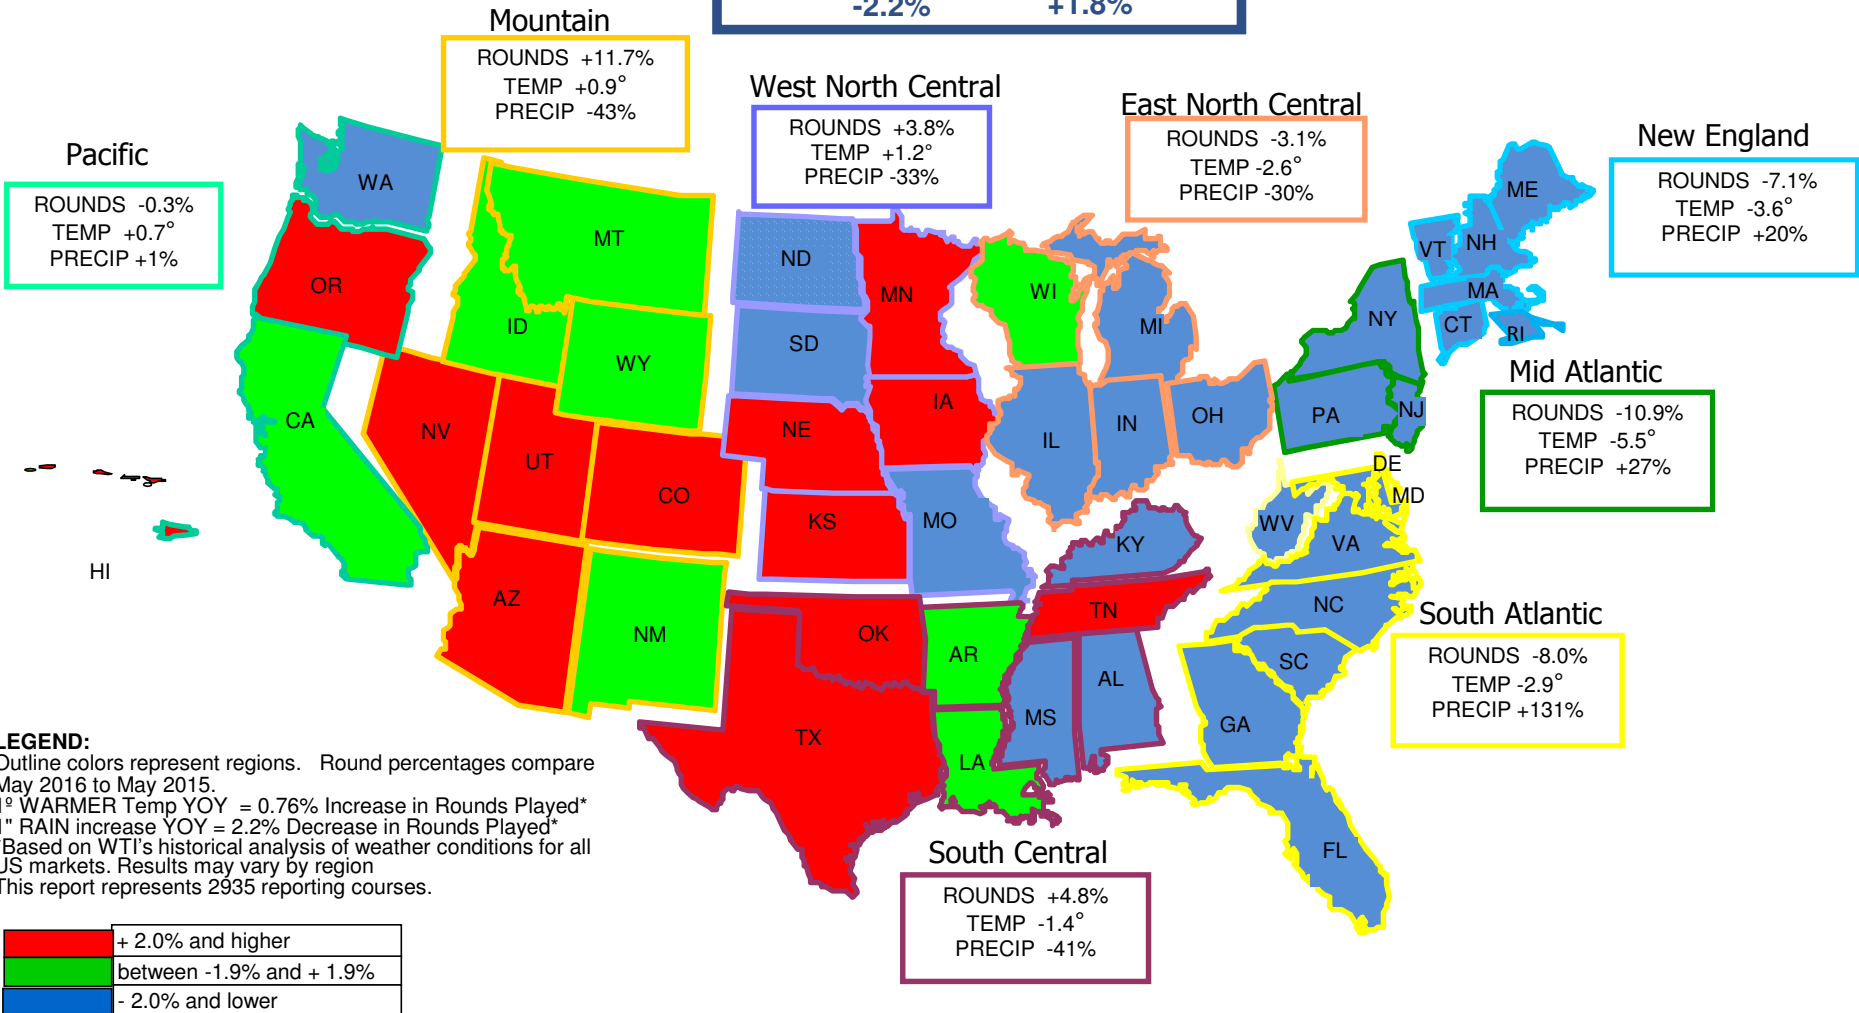 -2.2% +1.8%
Mountain
ROUNDS +11.7%
TEMP +0.9°
PRECIP -43%
West North Central
ROUNDS +3.8%
TEMP +1.2°
PRECIP -33%
East North Central
ROUNDS -3.1%
TEMP -2.6°
PRECIP -30%
New England
ROUNDS -7.1%
TEMP -3.6°
PRECIP +20%
Pacific
ROUNDS -0.3%
TEMP +0.7°
PRECIP +1%
Mid Atlantic
ROUNDS -10.9%
TEMP -5.5°
PRECIP +27%
South Atlantic
ROUNDS -8.0%
TEMP -2.9°
PRECIP +131%
South Central
ROUNDS +4.8%
TEMP -1.4°
PRECIP -41%
WA
OR
CA
HI
MT
ID
WY
NV
UT
CO
AZ
NM
ND
SD
MN
NE
IA
KS
MO
WI
MI
IL
IN
OH
KY
TN
OK
AR
TX
LA
MS
AL
ME
VT
NH
MA
CT
RI
NY
PA
NJ
DE
MD
WV
VA
NC
SC
GA
FL
LEGEND:
Outline colors represent regions. Round percentages compare
May 2016 to May 2015.
1º WARMER Temp YOY = 0.76% Increase in Rounds Played*
1" RAIN increase YOY = 2.2% Decrease in Rounds Played*
*Based on WTI's historical analysis of weather conditions for all
US markets. Results may vary by region
This report represents 2935 reporting courses.
+ 2.0% and higher
between -1.9% and + 1.9%
- 2.0% and lower